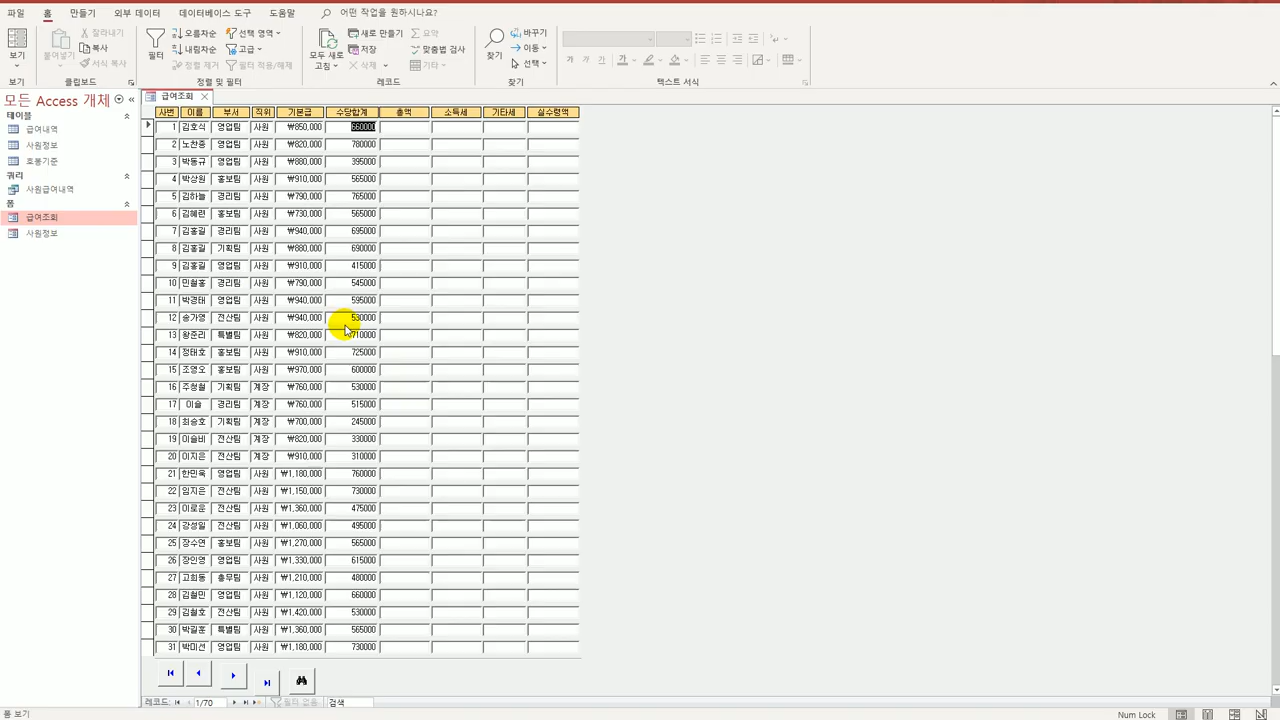 파일 홈 만들기 외부 데이터 데이터베이스 도구 도움말 어떤 작업을 원하시나요?
보기 붙여넣기 잘라내기 복사 서식 복사 필터 오름차순 내림차순 정렬 제거 선택 영역 고급 필터 적용/해제 모두 새로 고침 새로 만들기 저장 삭제 요약 맞춤법 검사 기타 찾기 바꾸기 이동 선택 가 가 가
보기 클립보드 정렬 및 필터 레코드 찾기 텍스트 서식
모든 Access 개체
테이블
급여내역
사원정보
호봉기준
쿼리
사원급여내역
폼
급여조회
사원정보
급여조회
사번 이름 부서 직위 기본급 수당합계 총액 소득세 기타세 실수령액
1 김호식 영업팀 사원 ₩850,000 660000
2 노찬종 영업팀 사원 ₩820,000 780000
3 박동규 영업팀 사원 ₩880,000 395000
4 박상원 홍보팀 사원 ₩910,000 565000
5 김하늘 경리팀 사원 ₩790,000 765000
6 김혜련 홍보팀 사원 ₩730,000 565000
7 김홍길 경리팀 사원 ₩940,000 695000
8 김홍길 기획팀 사원 ₩880,000 690000
9 김홍길 영업팀 사원 ₩910,000 415000
10 민철홍 경리팀 사원 ₩790,000 545000
11 박경태 영업팀 사원 ₩940,000 595000
12 송가영 전산팀 사원 ₩940,000 530000
13 왕준리 특별팀 사원 ₩820,000 710000
14 정태호 홍보팀 사원 ₩910,000 725000
15 조영오 홍보팀 사원 ₩970,000 600000
16 주청철 기획팀 계장 ₩760,000 530000
17 이슬 경리팀 계장 ₩760,000 515000
18 최승호 기획팀 계장 ₩700,000 245000
19 이슬비 전산팀 계장 ₩820,000 330000
20 이지은 전산팀 계장 ₩910,000 310000
21 한민욱 영업팀 사원 ₩1,180,000 760000
22 임지은 전산팀 사원 ₩1,150,000 730000
23 이로운 전산팀 사원 ₩1,360,000 475000
24 강성일 전산팀 사원 ₩1,060,000 495000
25 장수연 홍보팀 사원 ₩1,270,000 565000
26 장인영 영업팀 사원 ₩1,330,000 615000
27 고희동 총무팀 사원 ₩1,210,000 480000
28 김철민 영업팀 사원 ₩1,120,000 660000
29 김철호 전산팀 사원 ₩1,420,000 530000
30 박길훈 특별팀 사원 ₩1,360,000 565000
31 박미선 영업팀 사원 ₩1,180,000 730000
레코드: 1/70 필터 없음 검색
폼 보기 Num Lock